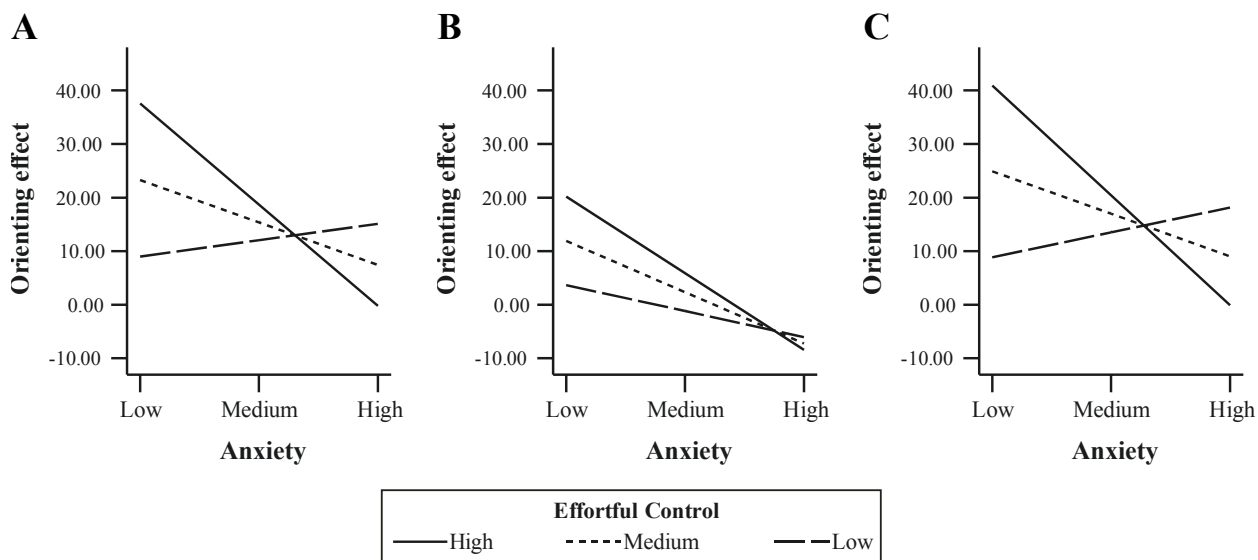 A
B
C
Orienting effect
40.00
30.00
20.00
10.00
0.00
-10.00
Low
Medium
High
Anxiety
Orienting effect
40.00
30.00
20.00
10.00
0.00
-10.00
Low
Medium
High
Anxiety
Orienting effect
40.00
30.00
20.00
10.00
0.00
-10.00
Low
Medium
High
Anxiety
Effortful Control
High Medium Low